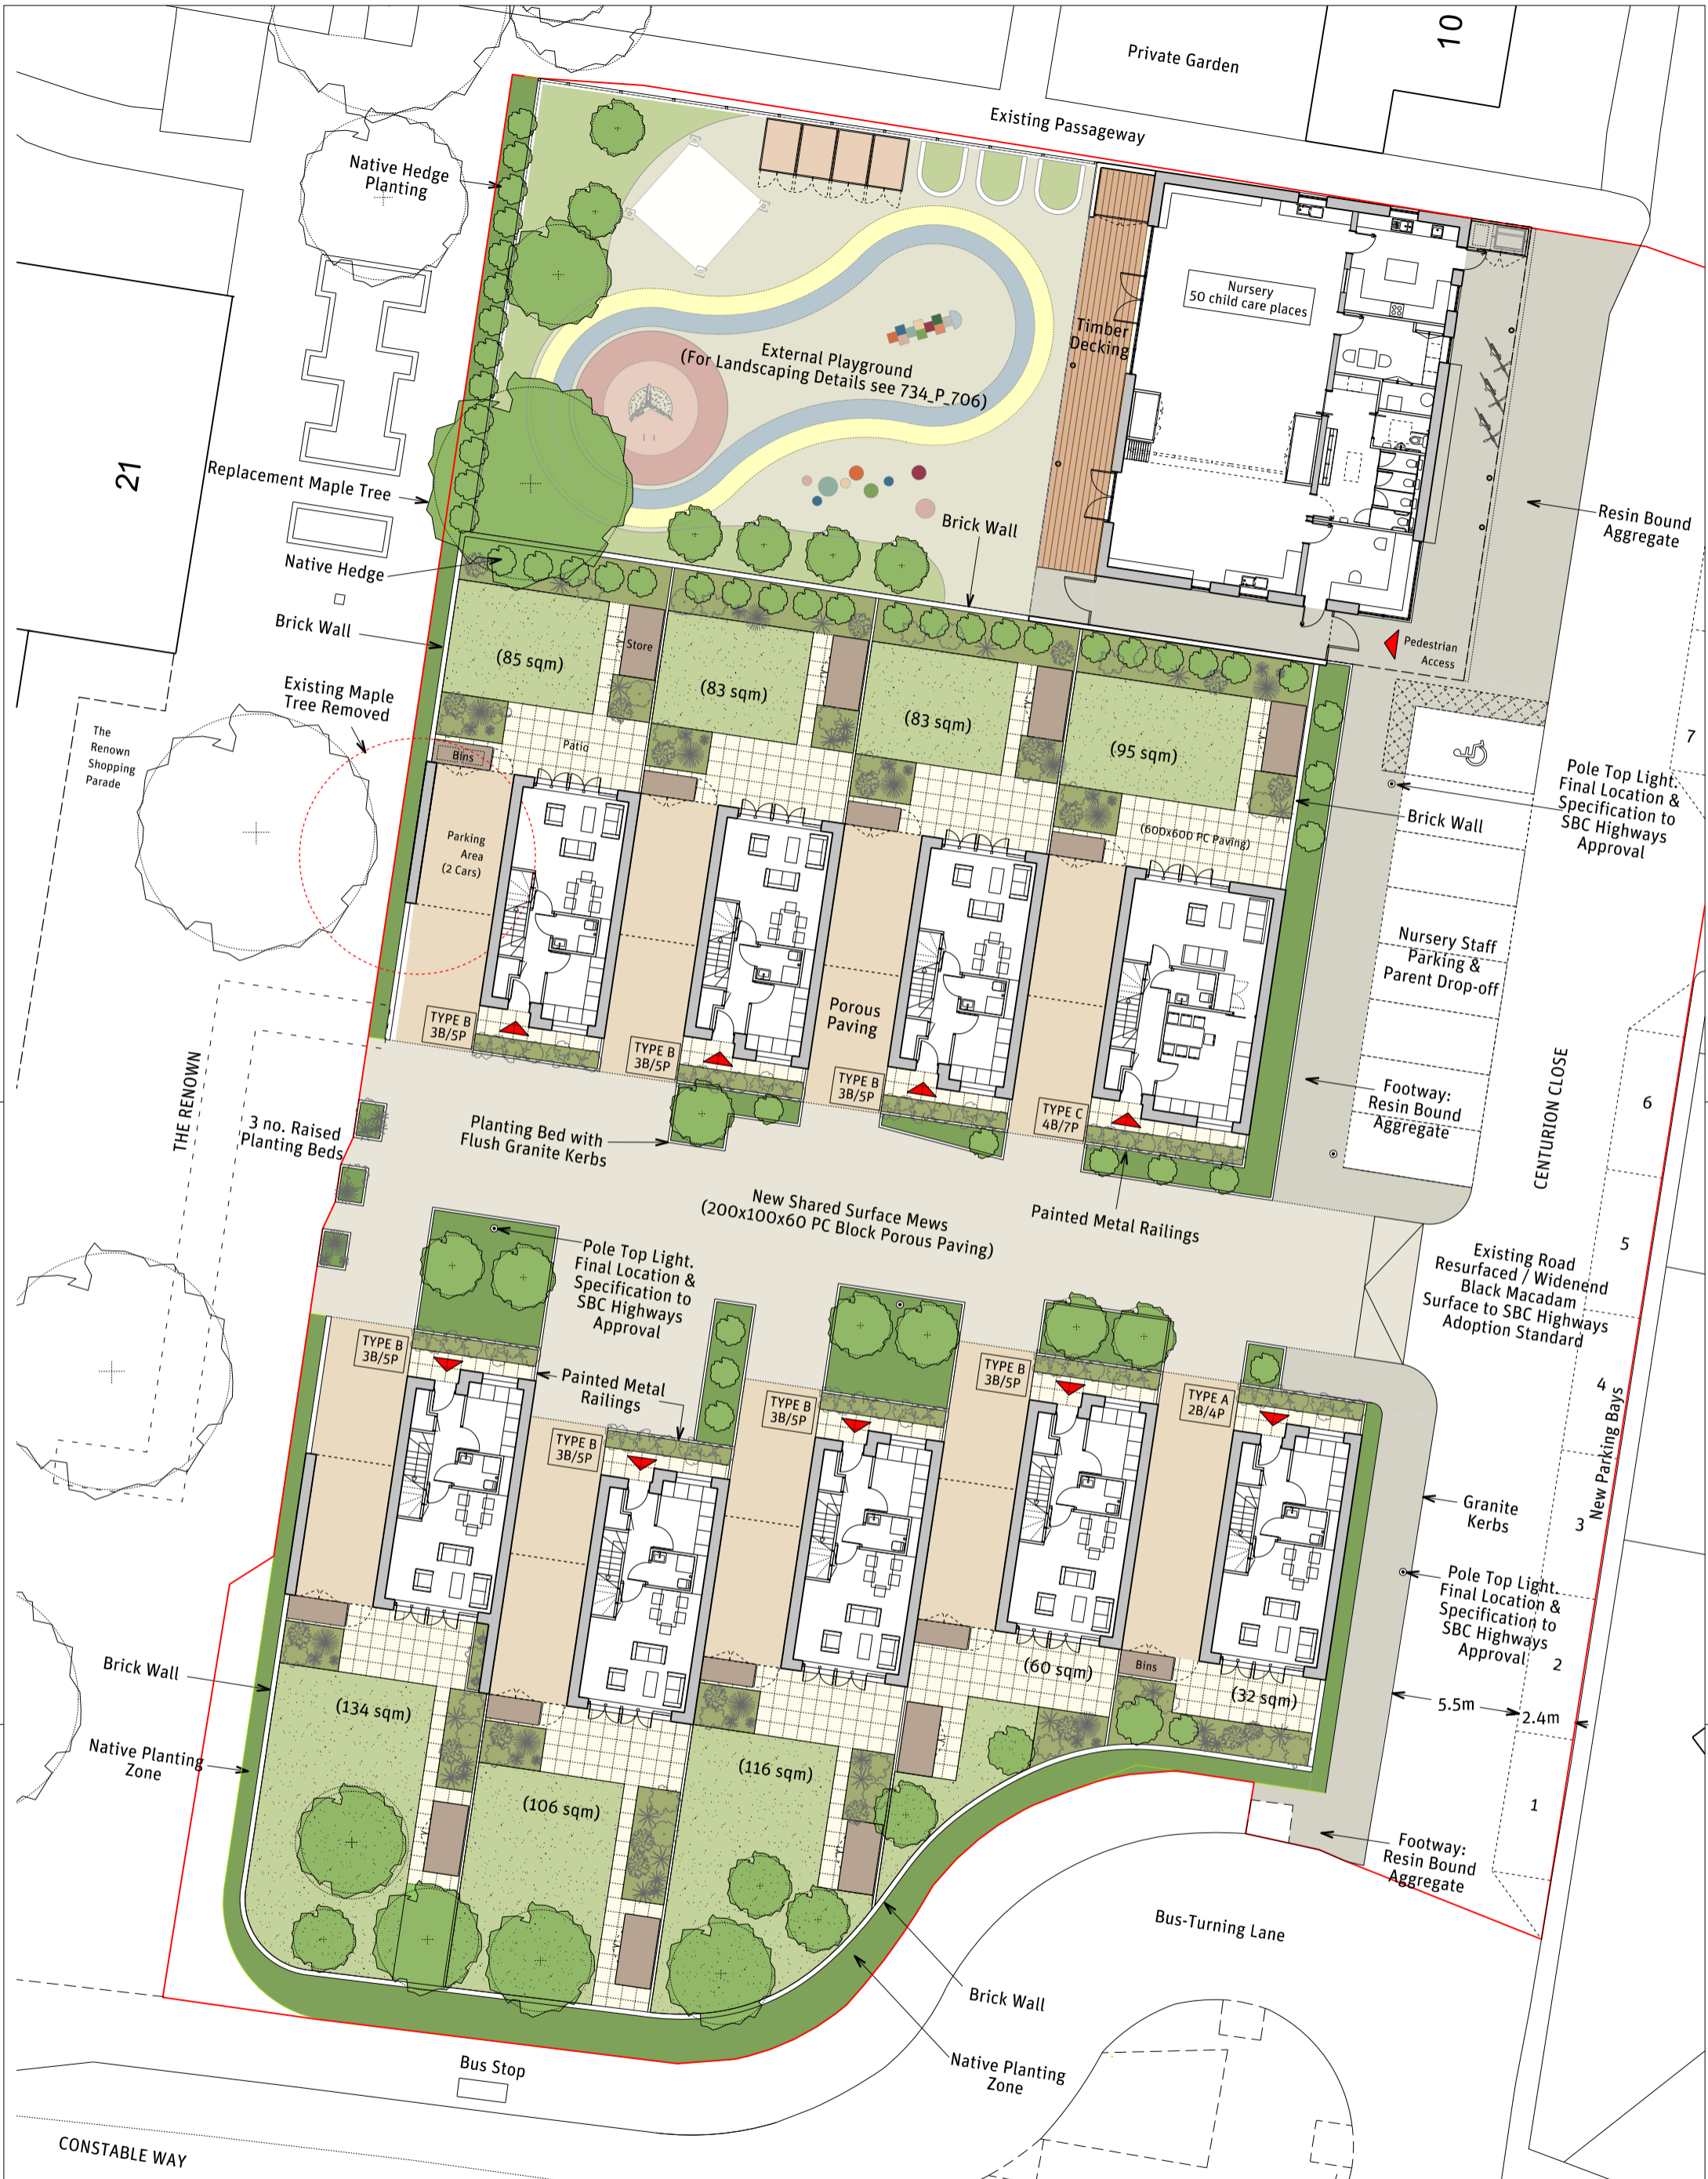 10
Private Garden
Existing Passageway
Native Hedge
Planting
Nursery
50 child care places
Timber
Decking
External Playground
(For Landscaping Details see 734_P_706)
21
Replacement Maple Tree
Brick Wall
Resin Bound
Aggregate
Native Hedge
Brick Wall
Store
Pedestrian
Access
(85 sqm)
(83 sqm)
(83 sqm)
(95 sqm)
Existing Maple
Tree Removed
The
Renown
Shopping
Parade
Patio
Bins
7
Pole Top Light.
Final Location &
Specification to
SBC Highways
Approval
Brick Wall
(600x600 PC Paving)
Parking
Area
(2 Cars)
Nursery Staff
Parking &
Parent Drop-off
Porous
Paving
TYPE B
3B/5P
TYPE B
3B/5P
TYPE B
3B/5P
TYPE C
4B/7P
THE RENOWN
CENTURION CLOSE
Footway:
Resin Bound
Aggregate
6
3 no. Raised
Planting Beds
Planting Bed with
Flush Granite Kerbs
New Shared Surface Mews
(200x100x60 PC Block Porous Paving)
Painted Metal Railings
5
Existing Road
Resurfaced / Widenend
Black Macadam
Surface to SBC Highways
Adoption Standard
Pole Top Light.
Final Location &
Specification to
SBC Highways
Approval
TYPE B
3B/5P
Painted Metal
Railings
TYPE B
3B/5P
TYPE B
3B/5P
TYPE B
3B/5P
TYPE A
2B/4P
4
New Parking Bays
Granite
Kerbs
3
Pole Top Light.
Final Location &
Specification to
SBC Highways
Approval
2
Brick Wall
(134 sqm)
(60 sqm)
Bins
(32 sqm)
5.5m
2.4m
Native Planting
Zone
(106 sqm)
(116 sqm)
1
Footway:
Resin Bound
Aggregate
Bus-Turning Lane
Brick Wall
Native Planting
Zone
Bus Stop
CONSTABLE WAY